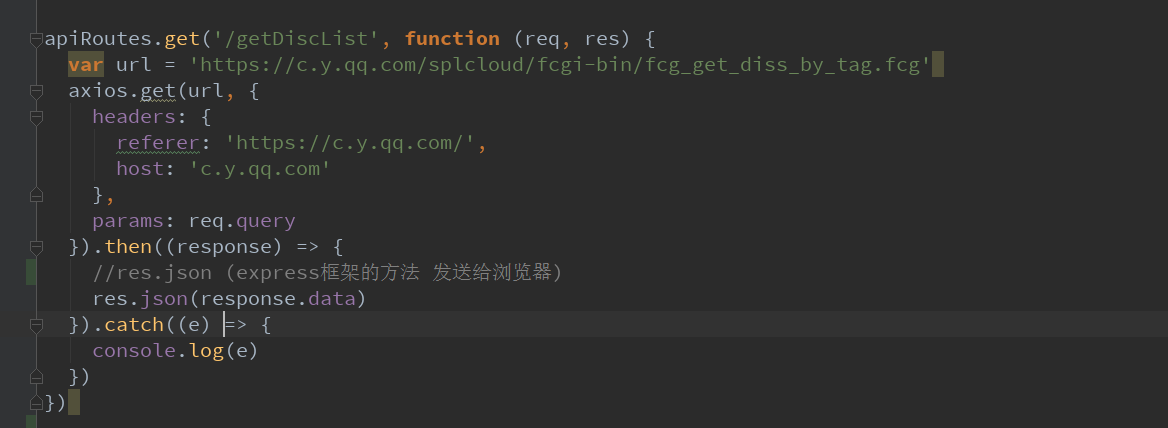 apiRoutes.get('/getDiscList', function (req, res) {
  var url = 'https://c.y.qq.com/splcloud/fcgi-bin/fcg_get_diss_by_tag.fcg'
  axios.get(url, {
    headers: {
      referer: 'https://c.y.qq.com/',
      host: 'c.y.qq.com'
    },
    params: req.query
  }).then((response) => {
    //res.json (express框架的方法 发送给浏览器)
    res.json(response.data)
  }).catch((e) => {
    console.log(e)
  })
})